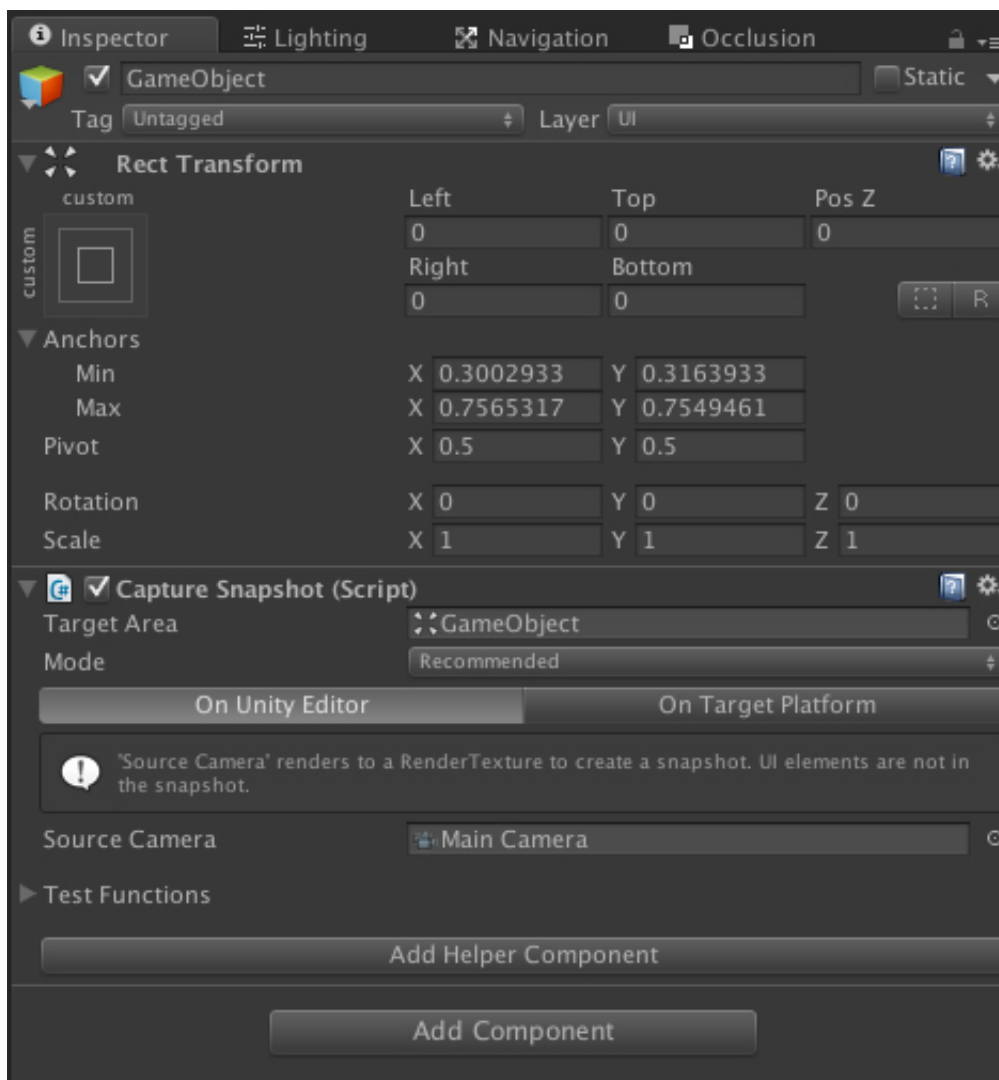 Inspector Lighting Navigation Occlusion
GameObject Static
Tag Untagged Layer UI
Rect Transform
custom Left Top Pos Z
custom 0 0 0
Right Bottom
0 0 R
Anchors
Min X 0.3002933 Y 0.3163933
Max X 0.7565317 Y 0.7549461
Pivot X 0.5 Y 0.5
Rotation X 0 Y 0 Z 0
Scale X 1 Y 1 Z 1
C# Capture Snapshot (Script)
Target Area GameObject
Mode Recommended
On Unity Editor On Target Platform
'Source Camera' renders to a RenderTexture to create a snapshot. UI elements are not in
the snapshot.
Source Camera Main Camera
Test Functions
Add Helper Component
Add Component